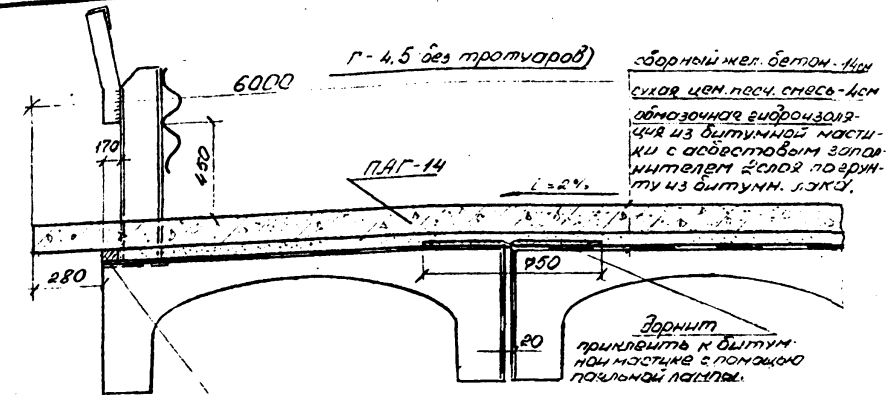 Г-4,5 без тротуаров)
сборный жел. бетон-14см
сухая цем. песч. смесь-4см
обмазочная гидроизоля-
ция из битумной масти-
ки с асбестовым запол-
нителем 2слоя по грун-
ту из битумн. лака.
6000
170
450
ПАГ-14
i=2%
280
750
20
Дорнит
приклеить к битум-
ной мастике с помощью
паяльной лампы.